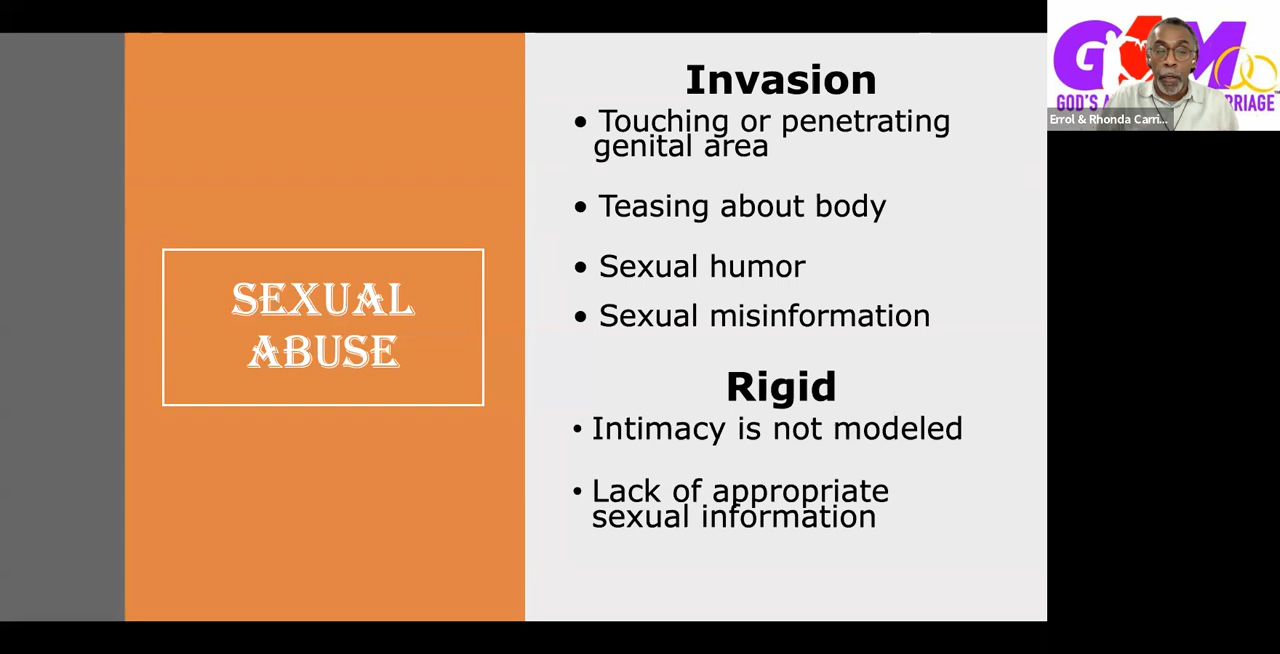 SEXUAL
ABUSE
Invasion
• Touching or penetrating
genital area
• Teasing about body
• Sexual humor
• Sexual misinformation
Rigid
• Intimacy is not modeled
• Lack of appropriate
sexual information
G M
GOD'S A RIAGE
Errol & Rhonda Carri...